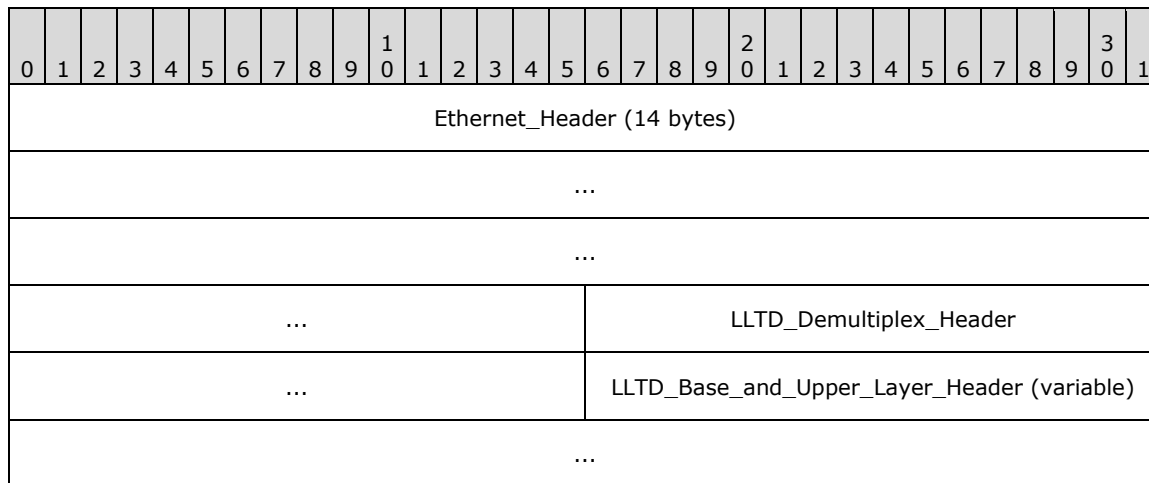 1 2 3
0 1 2 3 4 5 6 7 8 9 0 1 2 3 4 5 6 7 8 9 0 1 2 3 4 5 6 7 8 9 0 1
Ethernet_Header (14 bytes)
...
...
... LLTD_Demultiplex_Header
... LLTD_Base_and_Upper_Layer_Header (variable)
...